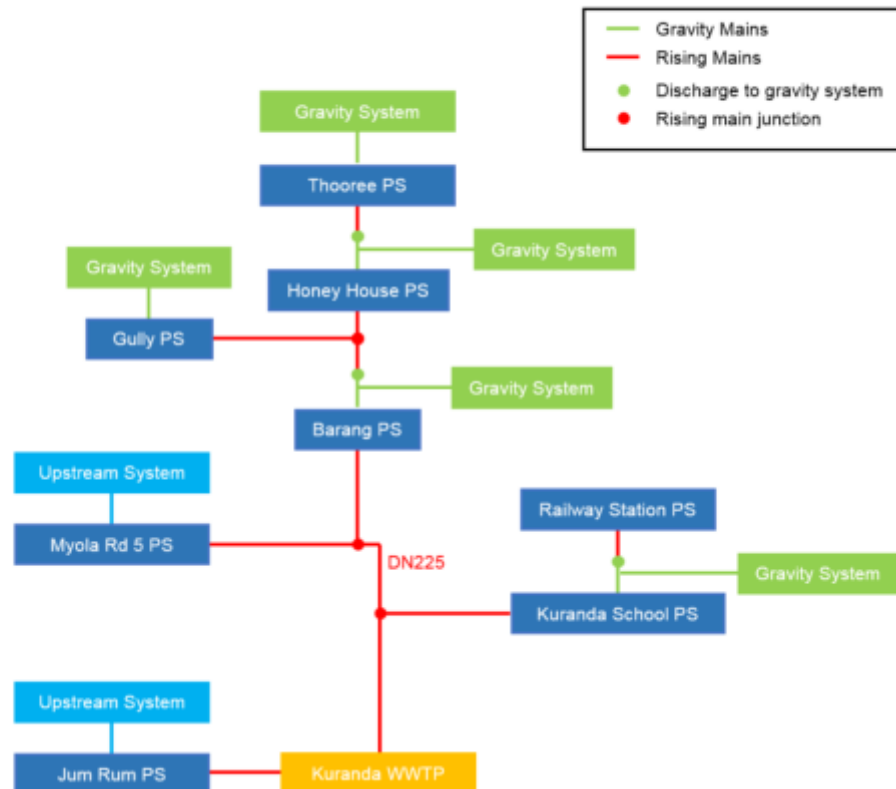 Gravity Mains
Rising Mains
Discharge to gravity system
Rising main junction
Gravity System
Thooree PS
Gravity System
Gravity System
Honey House PS
Gully PS
Gravity System
Barang PS
Upstream System
Railway Station PS
Myola Rd 5 PS
DN225
Gravity System
Kuranda School PS
Upstream System
Jum Rum PS
Kuranda WWTP